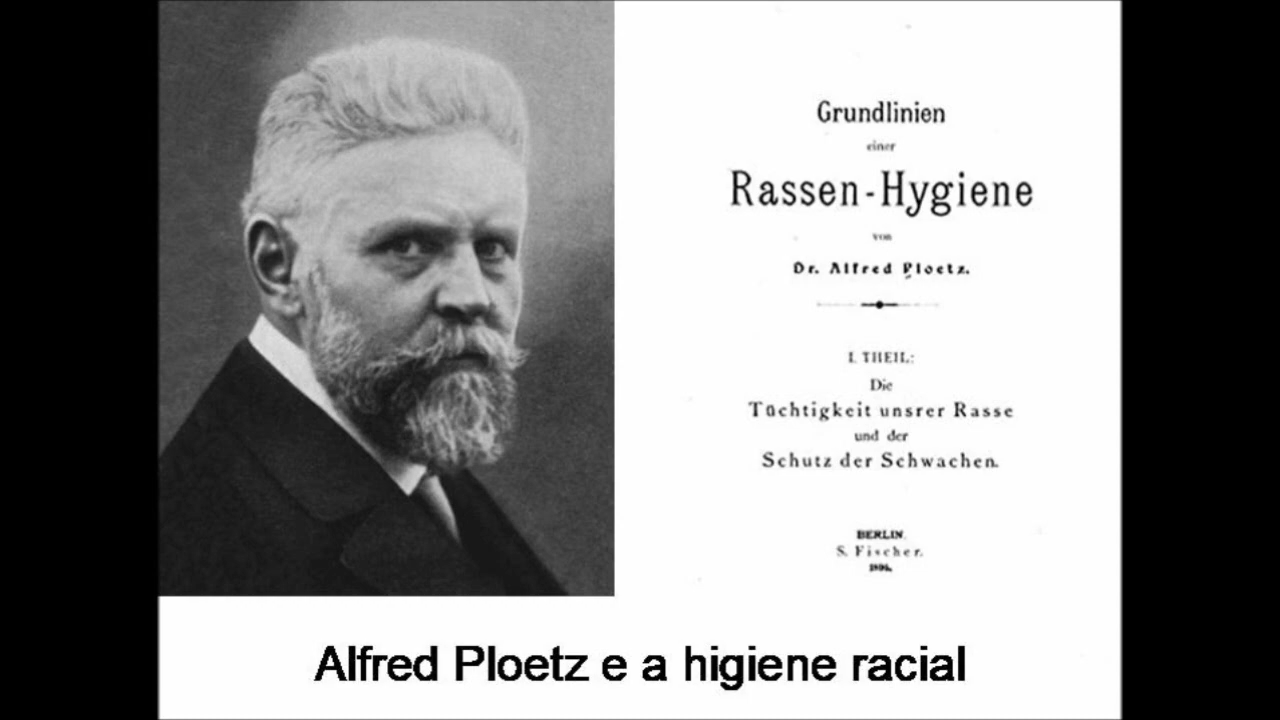 Grundlinien
einer
Rassen-Hygiene
von
Dr. Alfred Ploetz.
I. THEIL:
Die
Tüchtigkeit unsrer Rasse
und der
Schutz der Schwachen.
BERLIN.
S. Fischer.
1895.
Alfred Ploetz e a higiene racial